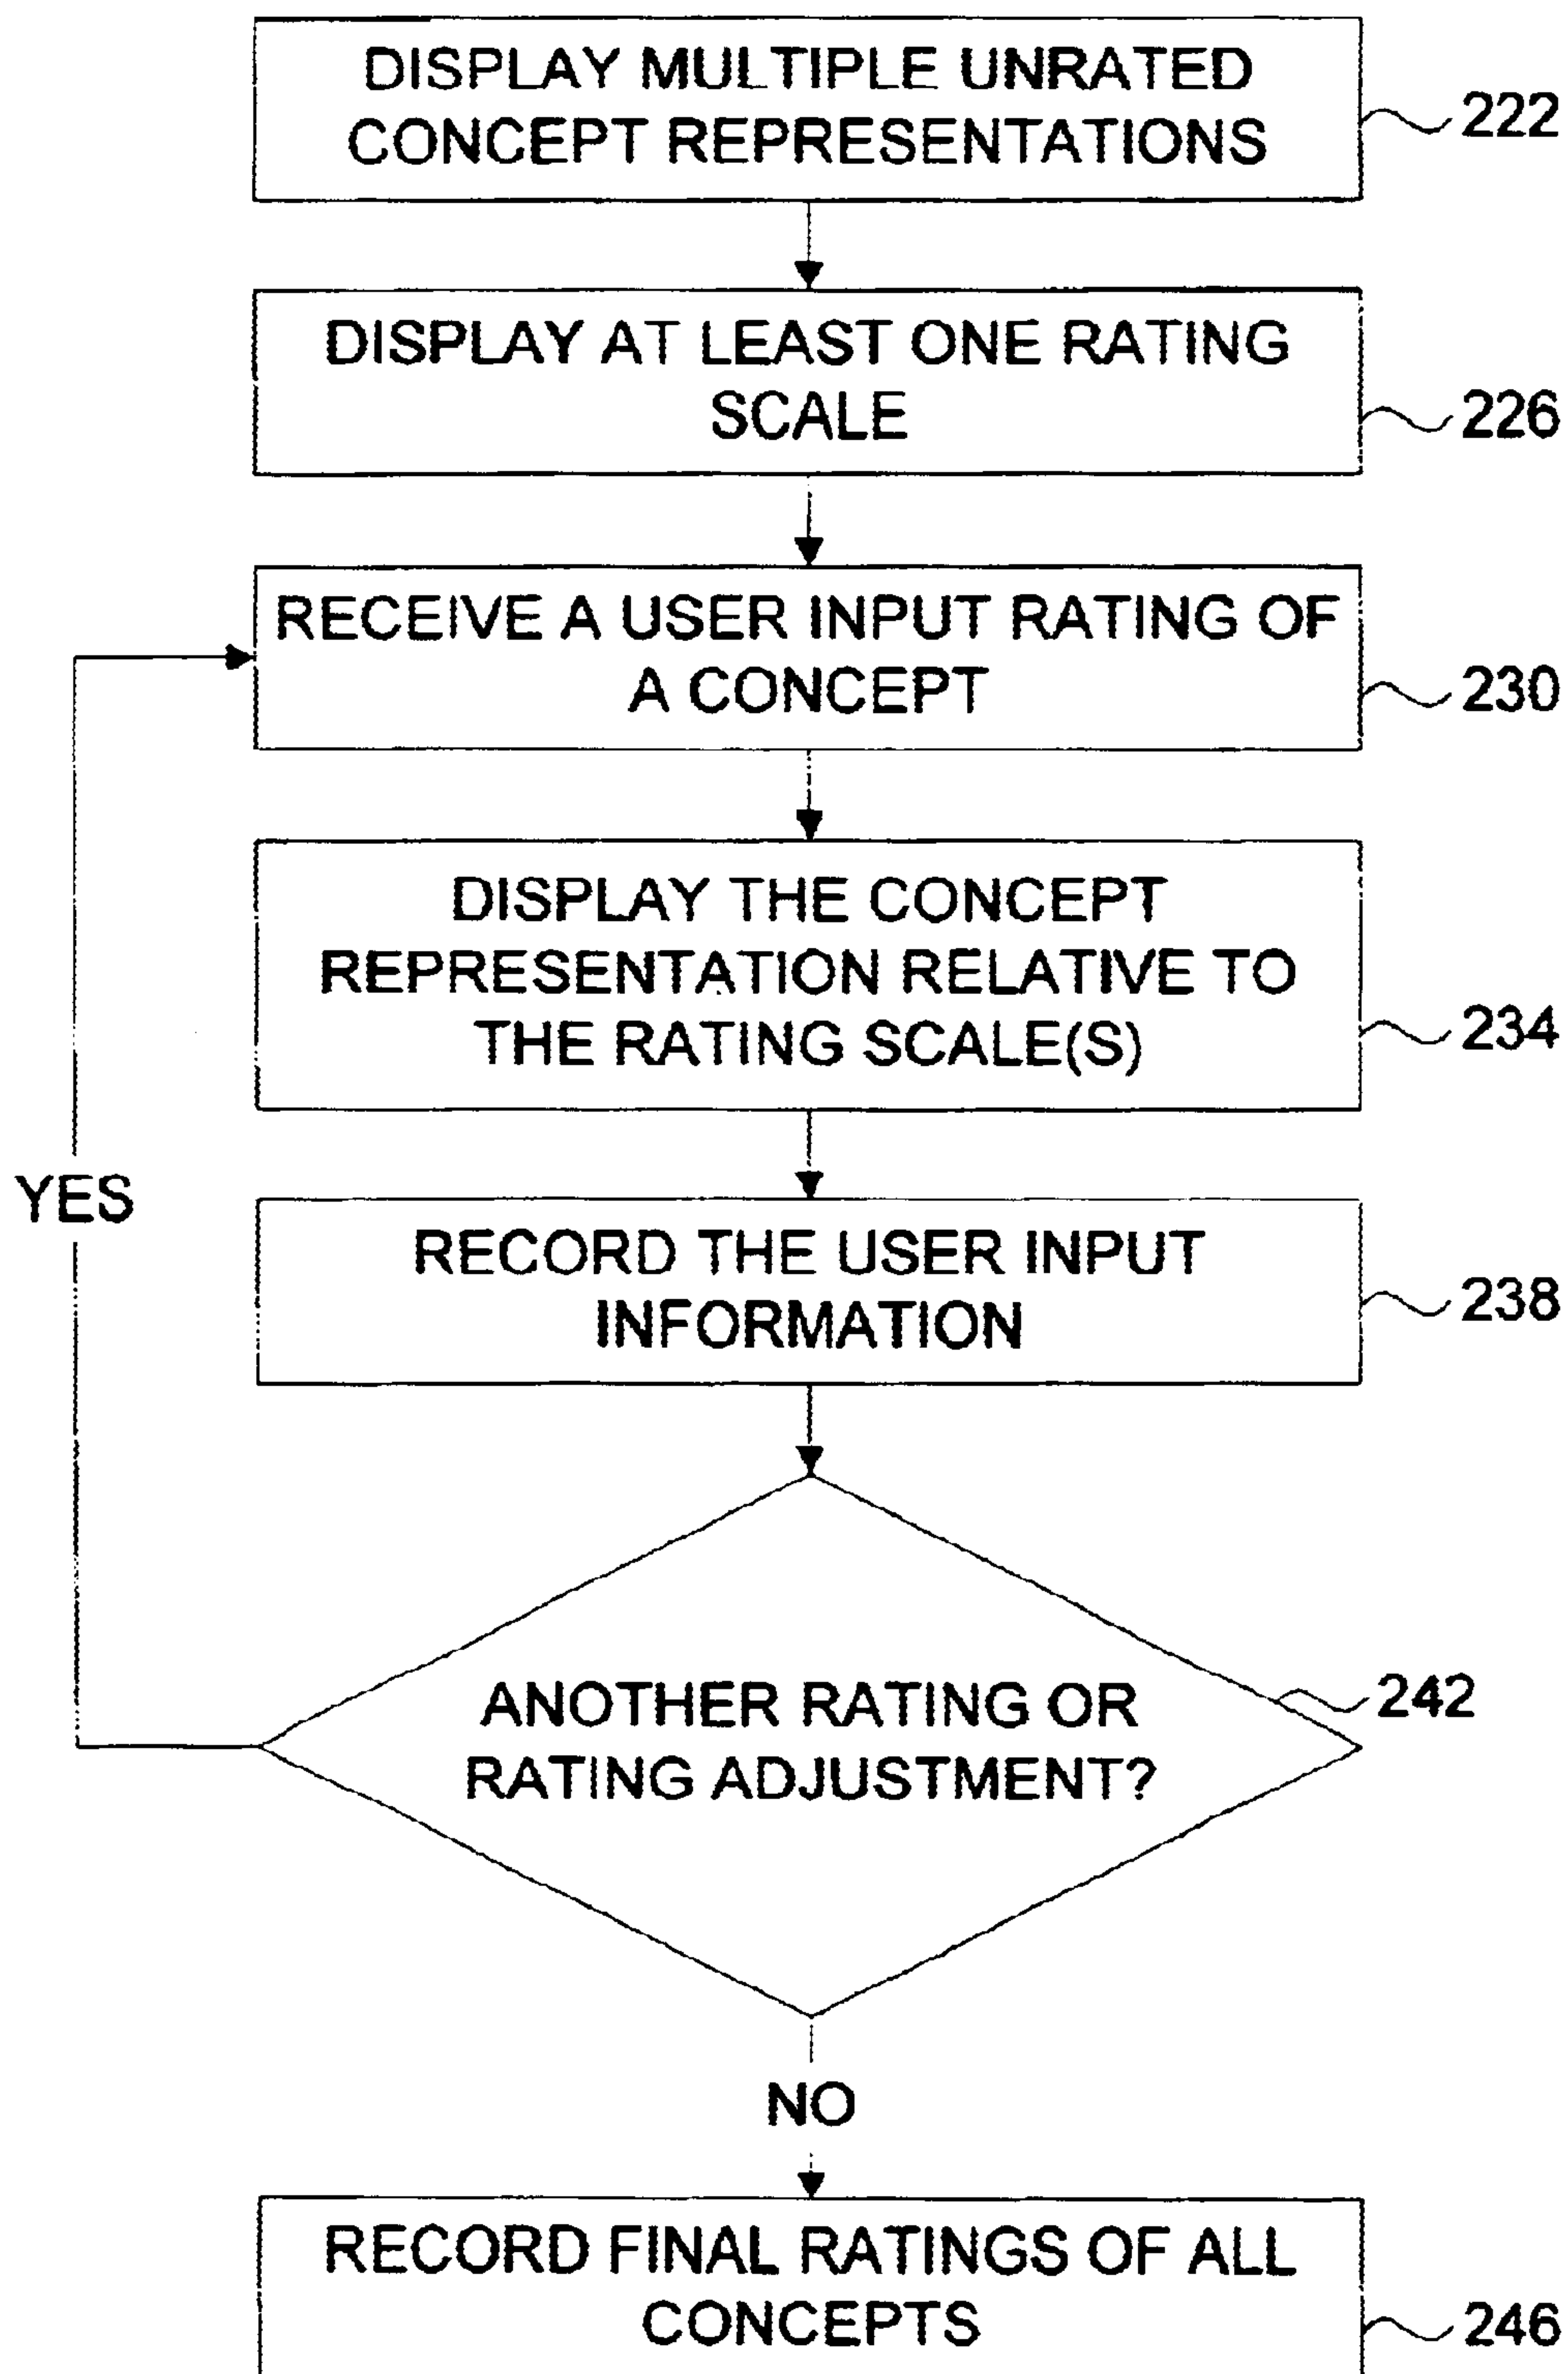 DISPLAY MULTIPLE UNRATED
CONCEPT REPRESENTATIONS
222
DISPLAY AT LEAST ONE RATING
SCALE
226
RECEIVE A USER INPUT RATING OF
A CONCEPT
230
DISPLAY THE CONCEPT
REPRESENTATION RELATIVE TO
THE RATING SCALE(S)
234
YES
RECORD THE USER INPUT
INFORMATION
238
ANOTHER RATING OR
RATING ADJUSTMENT?
242
NO
RECORD FINAL RATINGS OF ALL
CONCEPTS
246